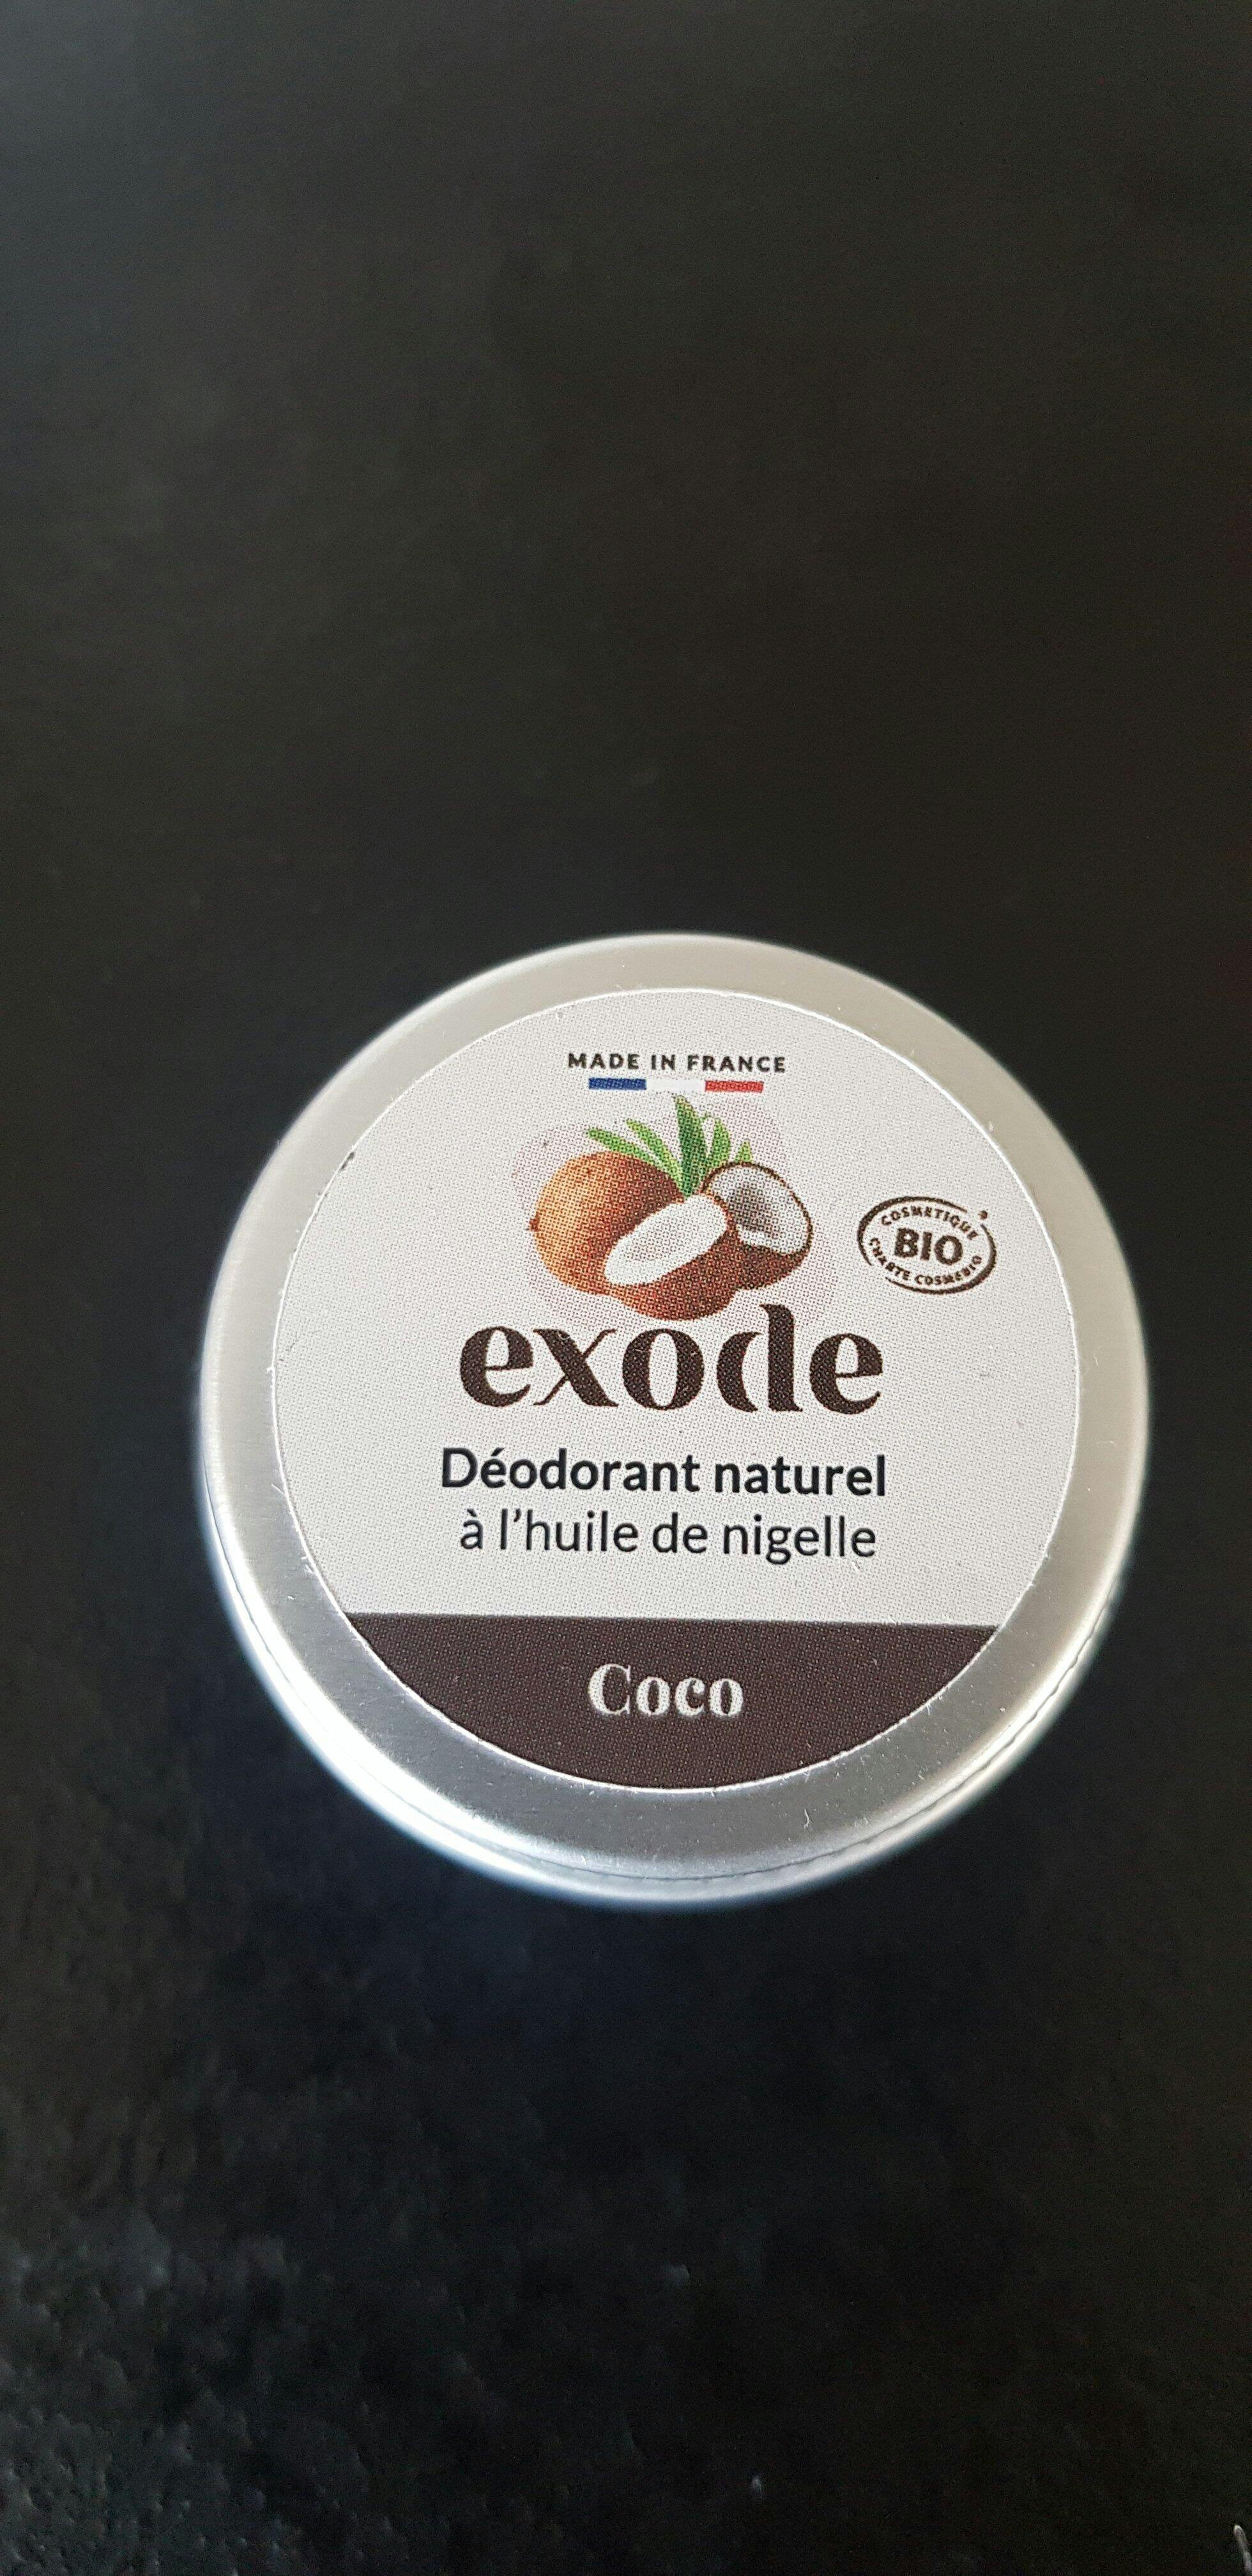 MADE IN FRANCE
COSMETIQUE
BIO
CHARTE COSMEBIO
exode
Déodorant naturel
à l'huile de nigelle
Coco